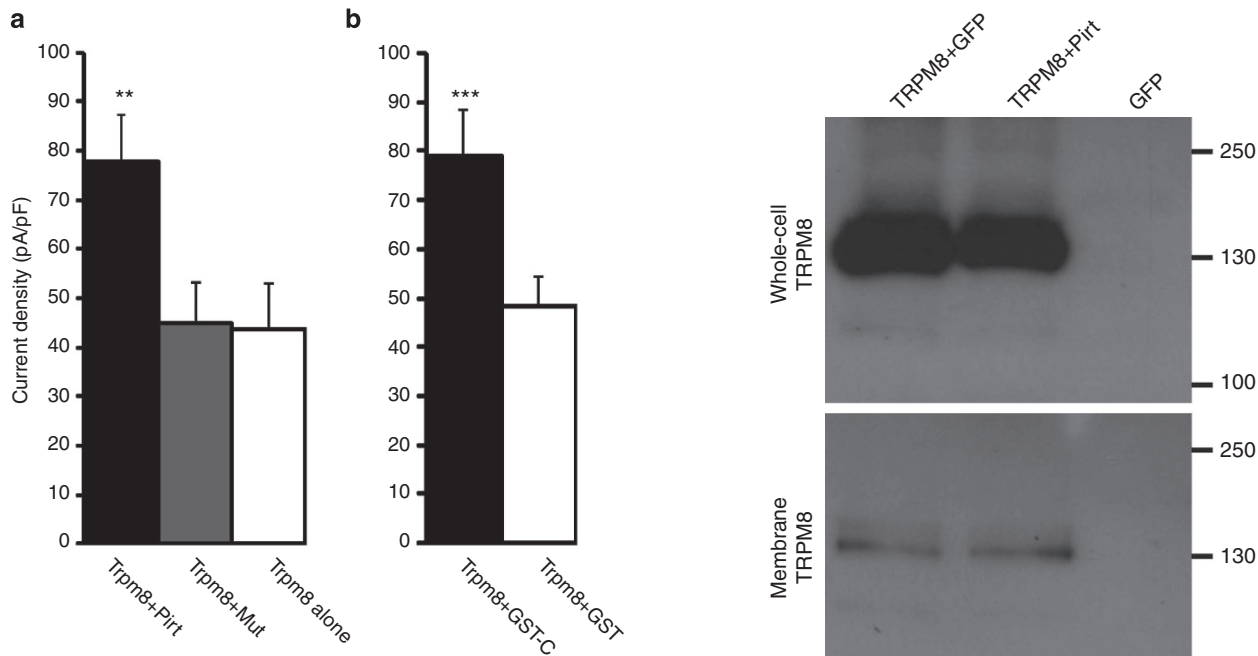 a
Current density (pA/pF)
100
90
80
70
60
50
40
30
20
10
0
**
Trpm8+Pirt
Trpm8+Mut
Trpm8 alone
b
100
90
80
70
60
50
40
30
20
10
0
***
Trpm8+GST-C
Trpm8+GST
TRPM8+GFP
TRPM8+Pirt
GFP
Whole-cell
TRPM8
250
130
100
Membrane
TRPM8
250
130